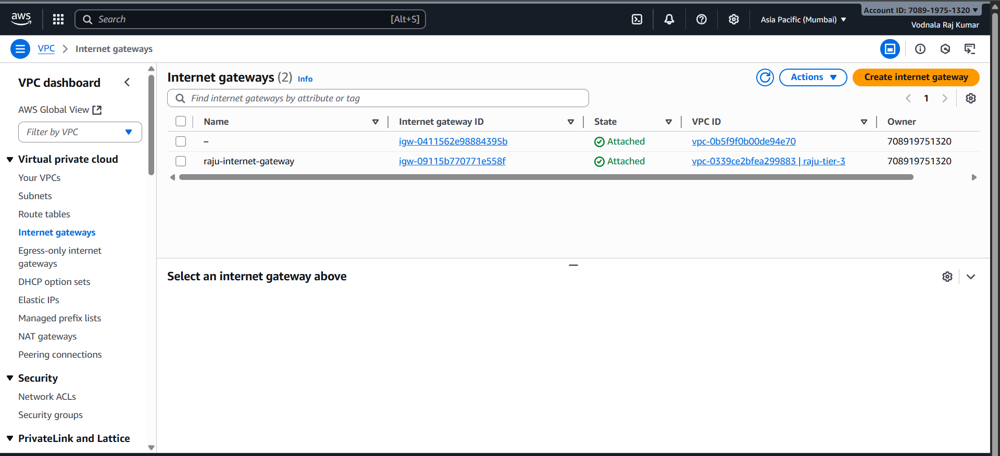 aws
Search [Alt+S]
Asia Pacific (Mumbai)
Account ID: 7089-1975-1320
Vodnala Raj Kumar
VPC
Internet gateways
VPC dashboard
AWS Global View
Filter by VPC
Virtual private cloud
Your VPCs
Subnets
Route tables
Internet gateways
Egress-only internet
gateways
DHCP option sets
Elastic IPs
Managed prefix lists
NAT gateways
Peering connections
Security
Network ACLs
Security groups
PrivateLink and Lattice
Internet gateways (2) Info
Actions
Create internet gateway
Find internet gateways by attribute or tag
1
Name Internet gateway ID State VPC ID Owner
– igw-0411562e98884395b Attached vpc-0b5f9f0b00de94e70 708919751320
raju-internet-gateway igw-09115b770771e558f Attached vpc-0339ce2bfea299883 | raju-tier-3 708919751320
Select an internet gateway above